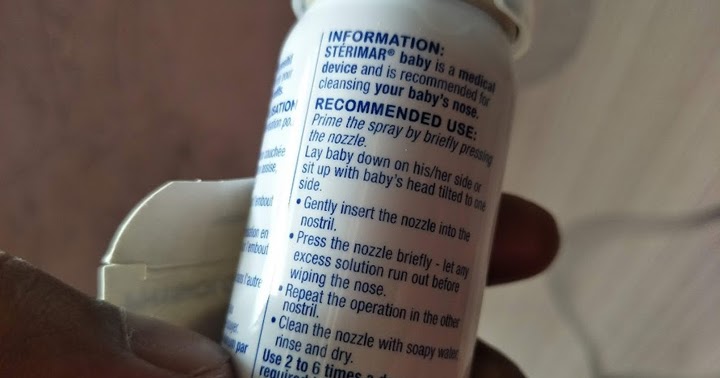 INFORMATION:
STÉRIMAR® baby is a medical
device and is recommended for
cleansing your baby's nose.
RECOMMENDED USE:
Prime the spray by briefly pressing
the nozzle.
Lay baby down on his/her side or
sit up with baby's head tilted to one
side.
• Gently insert the nozzle into the
nostril.
• Press the nozzle briefly - let any
excess solution run out before
wiping the nose.
• Repeat the operation in the other
nostril.
• Clean the nozzle with soapy water,
rinse and dry.
Use 2 to 6 times a
required